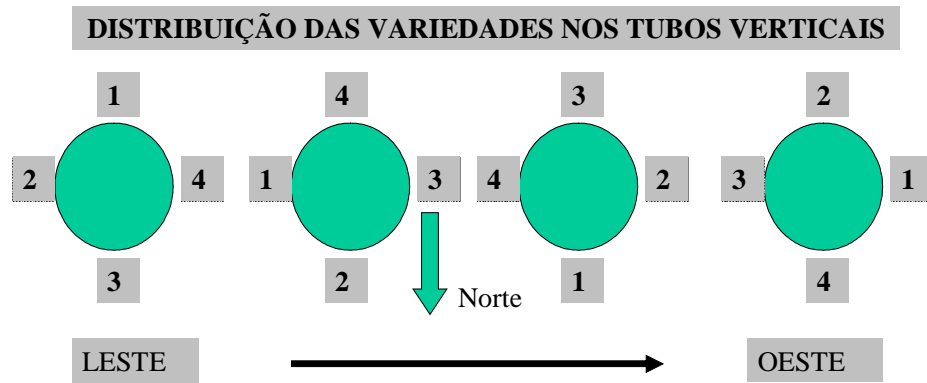 DISTRIBUIÇÃO DAS VARIEDADES NOS TUBOS VERTICAIS
1 4 3 2
2 4 1 3 4 2 3 1
3 2 1 4
Norte
LESTE OESTE